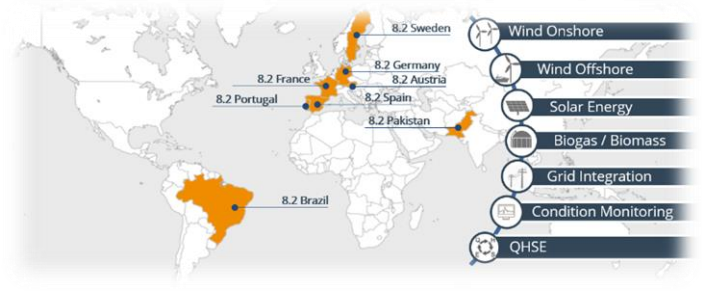 8.2 Sweden
8.2 Germany
8.2 France
8.2 Austria
8.2 Portugal
8.2 Spain
8.2 Pakistan
8.2 Brazil
Wind Onshore
Wind Offshore
Solar Energy
Biogas / Biomass
Grid Integration
Condition Monitoring
QHSE